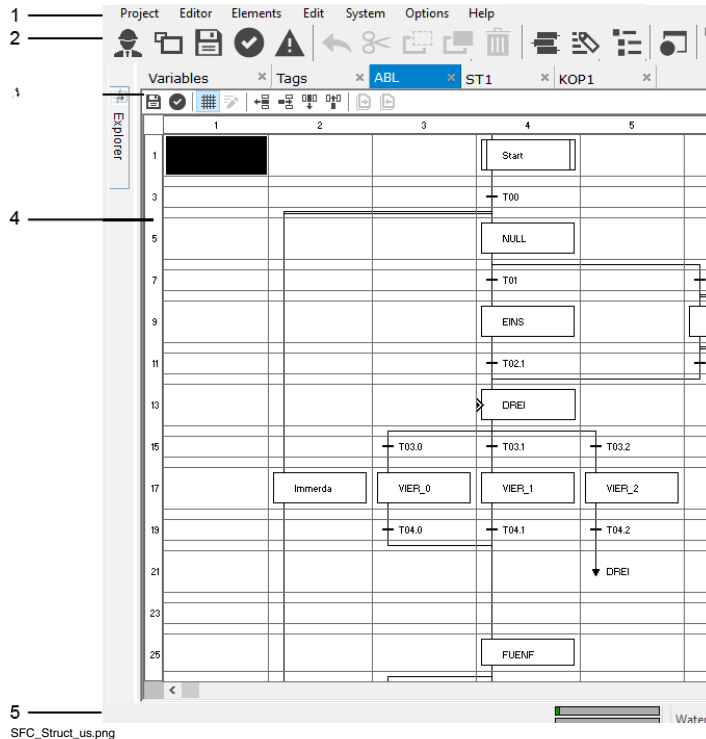 1 Project Editor Elements Edit System Options Help
2
Variables × Tags × ABL × ST1 × KOP1 ×
Explorer
1 2 3 4 5
1 Start
3 T00
4
5 NULL
7 T01
9 EINS
11 T02.1
13 DREI
15 T03.0 T03.1 T03.2
17 Immerda VIER_0 VIER_1 VIER_2
19 T04.0 T04.1 T04.2
21 DREI
23
25 FUENF
<
5
SFC_Struct_us.png